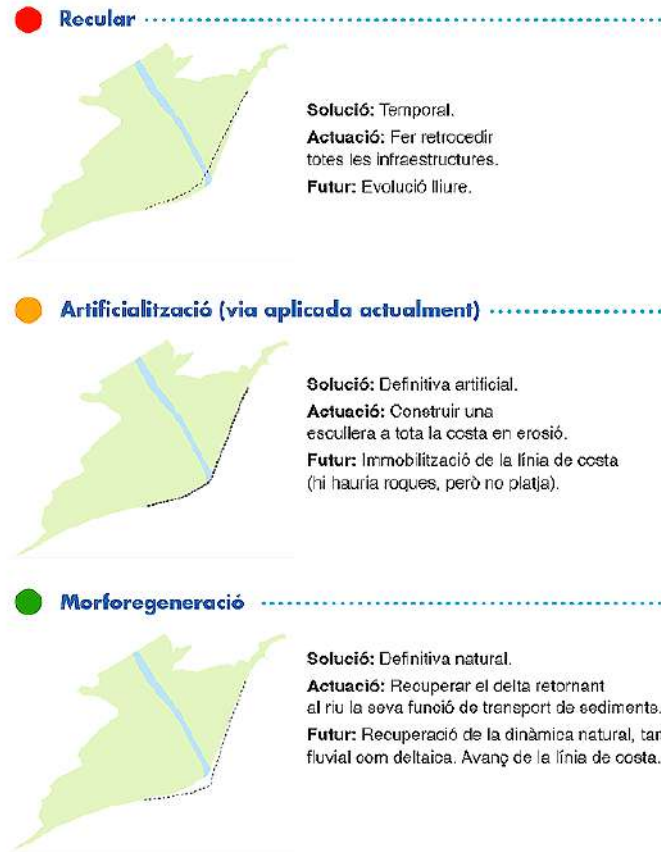 Recular
Solució: Temporal.
Actuació: Fer retrocedir
totes les infraestructures.
Futur: Evolució lliure.
Artificialització (via aplicada actualment)
Solució: Definitiva artificial.
Actuació: Construir una
escullera a tota la costa en erosió.
Futur: Immobilització de la línia de costa
(hi hauria roques, però no platja).
Morforegeneració
Solució: Definitiva natural.
Actuació: Recuperar el delta retornant
al riu la seva funció de transport de sediments.
Futur: Recuperació de la dinàmica natural, tan
fluvial com deltaica. Avanç de la línia de costa.